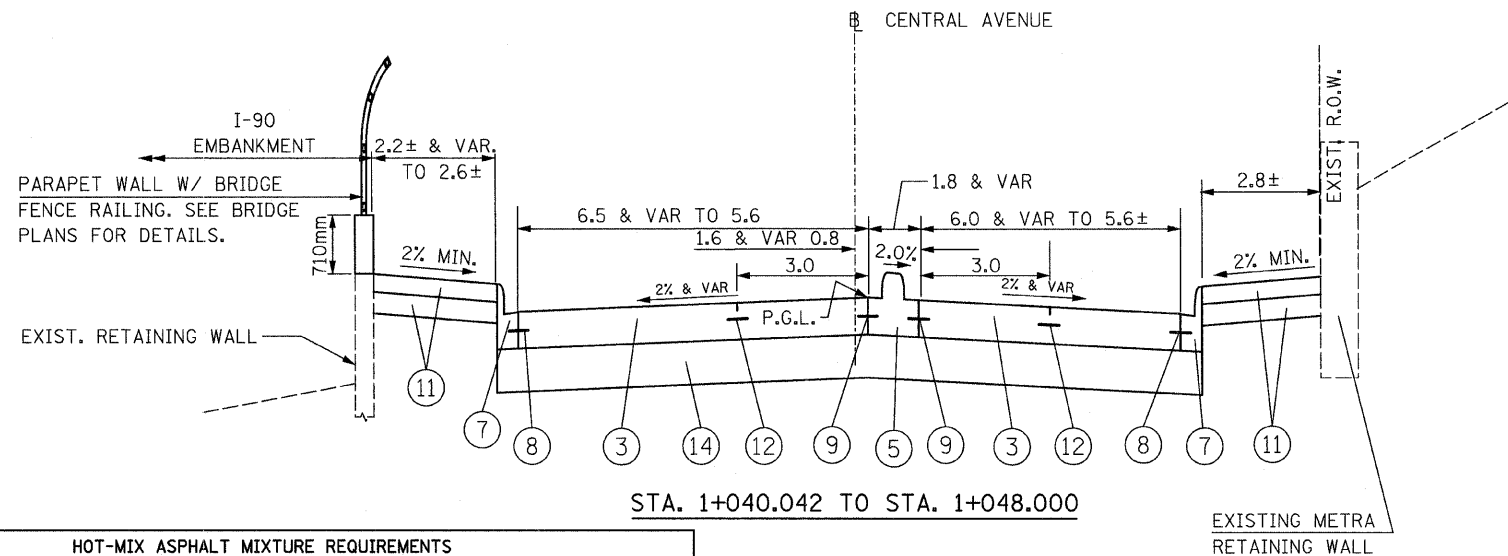 ℄ CENTRAL AVENUE
I-90
EMBANKMENT
2.2± & VAR.
TO 2.6±
PARAPET WALL W/ BRIDGE
FENCE RAILING. SEE BRIDGE
PLANS FOR DETAILS.
710mm
2% MIN.
6.5 & VAR TO 5.6
1.6 & VAR 0.8
3.0
2% & VAR
P.G.L.
1.8 & VAR
2.0%
6.0 & VAR TO 5.6±
3.0
2% & VAR
2.8±
2% MIN.
EXIST. R.O.W.
EXIST. RETAINING WALL
11
7
8
3
14
12
9
5
9
3
12
8
7
11
STA. 1+040.042 TO STA. 1+048.000
EXISTING METRA
RETAINING WALL
HOT-MIX ASPHALT MIXTURE REQUIREMENTS